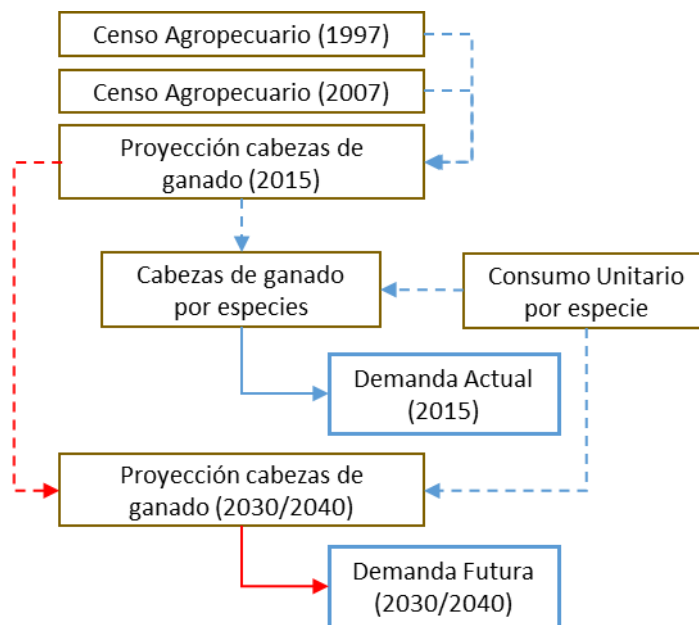 Censo Agropecuario (1997)
Censo Agropecuario (2007)
Proyección cabezas de
ganado (2015)
Cabezas de ganado
por especies
Consumo Unitario
por especie
Demanda Actual
(2015)
Proyección cabezas de
ganado (2030/2040)
Demanda Futura
(2030/2040)